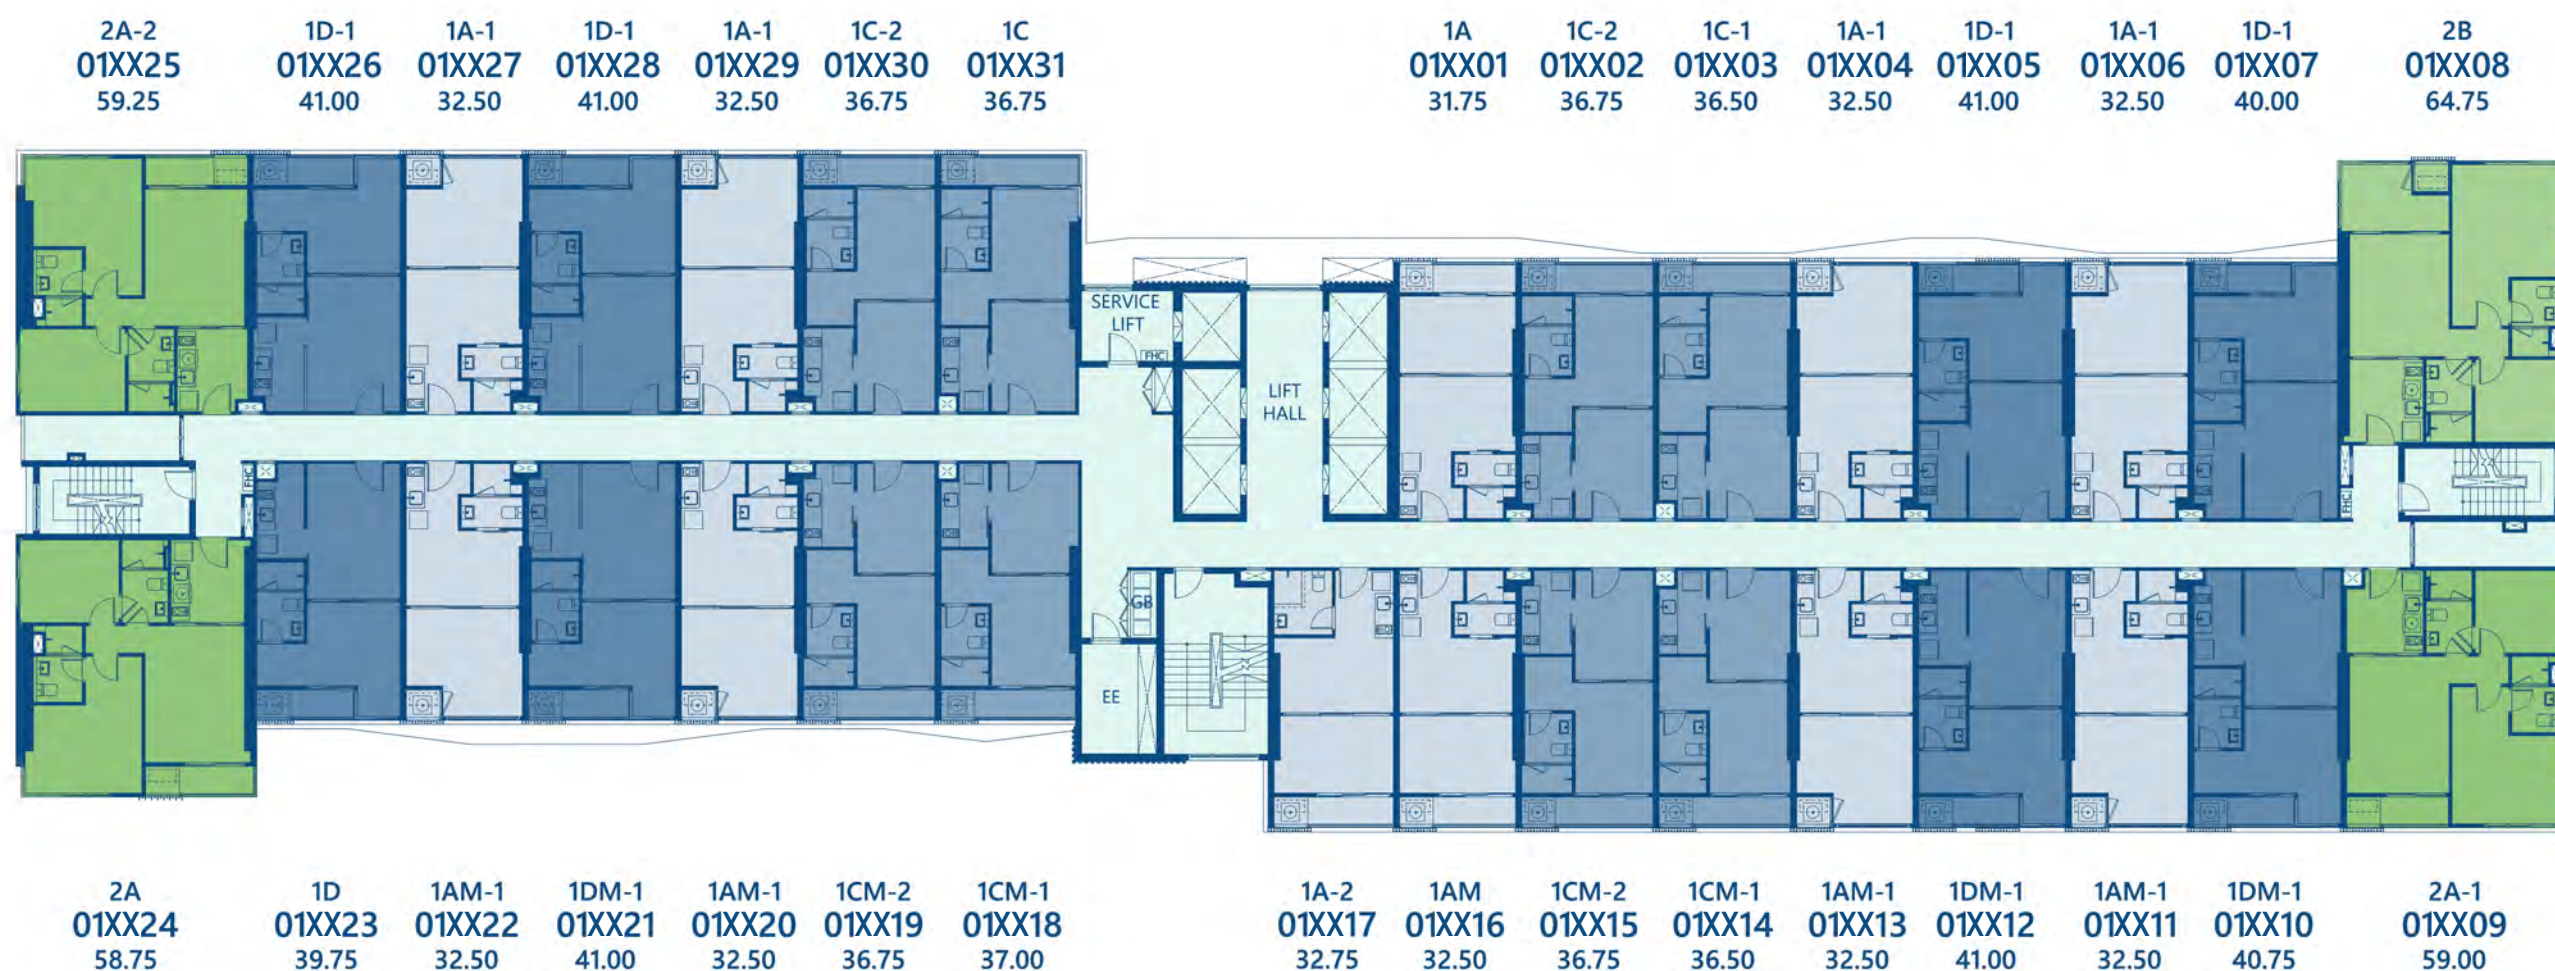 2A-2 1D-1 1A-1 1D-1 1A-1 1C-2 1C 1A 1C-2 1C-1 1A-1 1D-1 1A-1 1D-1 2B
01XX25 01XX26 01XX27 01XX28 01XX29 01XX30 01XX31 01XX01 01XX02 01XX03 01XX04 01XX05 01XX06 01XX07 01XX08
59.25 41.00 32.50 41.00 32.50 36.75 36.75 31.75 36.75 36.50 32.50 41.00 32.50 40.00 64.75
SERVICE
LIFT
FHC
LIFT
HALL
FHC
FHC
GB
EE
2A 1D 1AM-1 1DM-1 1AM-1 1CM-2 1CM-1 1A-2 1AM 1CM-2 1CM-1 1AM-1 1DM-1 1AM-1 1DM-1 2A-1
01XX24 01XX23 01XX22 01XX21 01XX20 01XX19 01XX18 01XX17 01XX16 01XX15 01XX14 01XX13 01XX12 01XX11 01XX10 01XX09
58.75 39.75 32.50 41.00 32.50 36.75 37.00 32.75 32.50 36.75 36.50 32.50 41.00 32.50 40.75 59.00